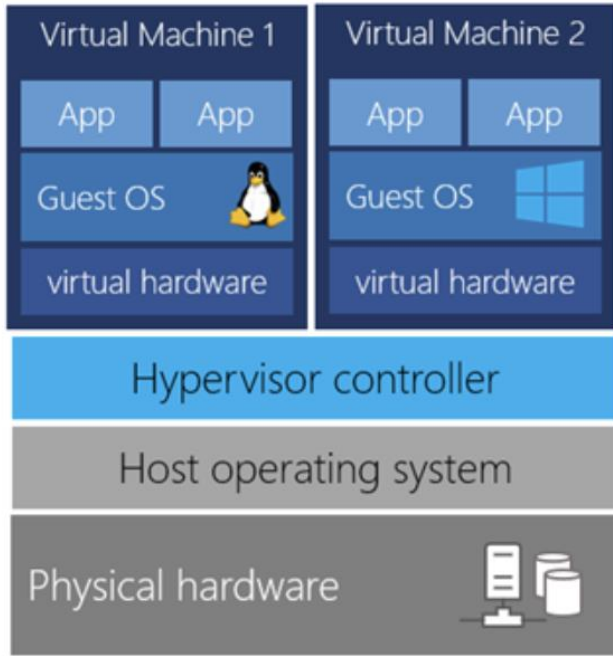 Virtual Machine 1
App App
Guest OS
virtual hardware
Virtual Machine 2
App App
Guest OS
virtual hardware
Hypervisor controller
Host operating system
Physical hardware